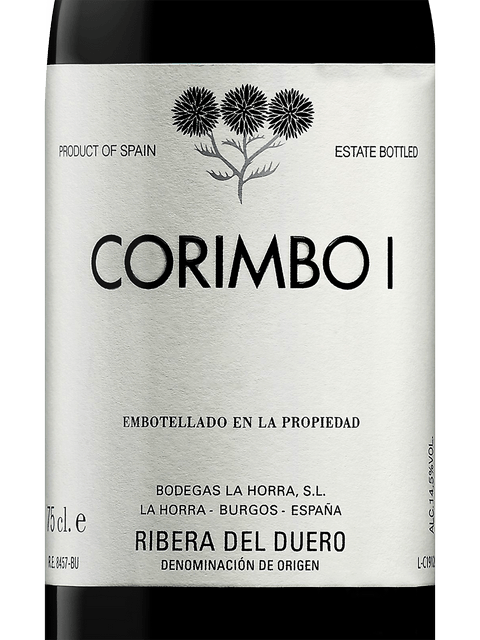 PRODUCT OF SPAIN
ESTATE BOTTLED
CORIMBO I
EMBOTELLADO EN LA PROPIEDAD
BODEGAS LA HORRA, S.L.
LA HORRA - BURGOS - ESPAÑA
75 cl. e
RIBERA DEL DUERO
R.E. 8457-BU
DENOMINACIÓN DE ORIGEN
ALC. 14.5% VOL.